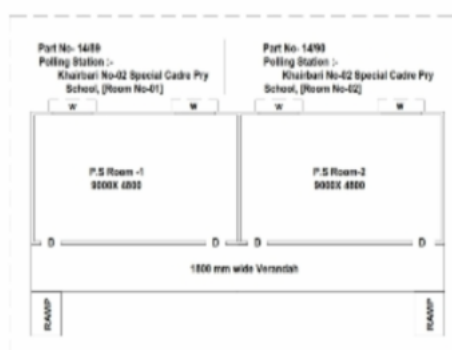 Part No- 14/89
Polling Station :-
Khairbari No-02 Special Cadre Pry
School, [Room No-01]
Part No- 14/90
Polling Station :-
Khairbari No-02 Special Cadre Pry
School, [Room No-02]
W W W W
P.S Room -1
9000X 4800
P.S Room-2
9000X 4800
D D D D
1800 mm wide Verandah
RAMP RAMP